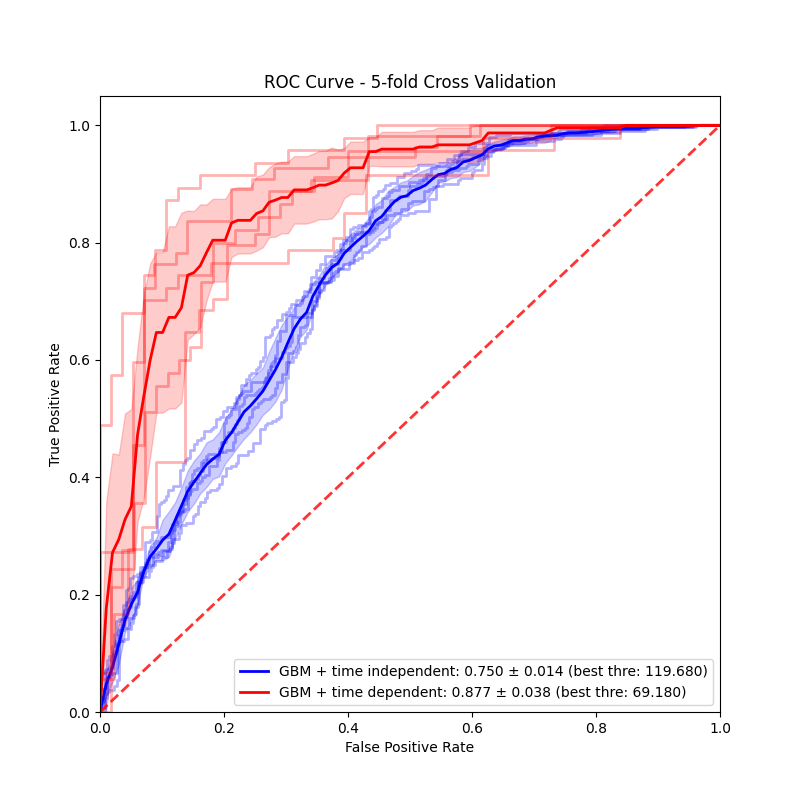 ROC Curve - 5-fold Cross Validation
True Positive Rate
1.0
0.8
0.6
0.4
0.2
0.0
GBM + time independent: 0.750 ± 0.014 (best thre: 119.680)
GBM + time dependent: 0.877 ± 0.038 (best thre: 69.180)
0.0 0.2 0.4 0.6 0.8 1.0
False Positive Rate